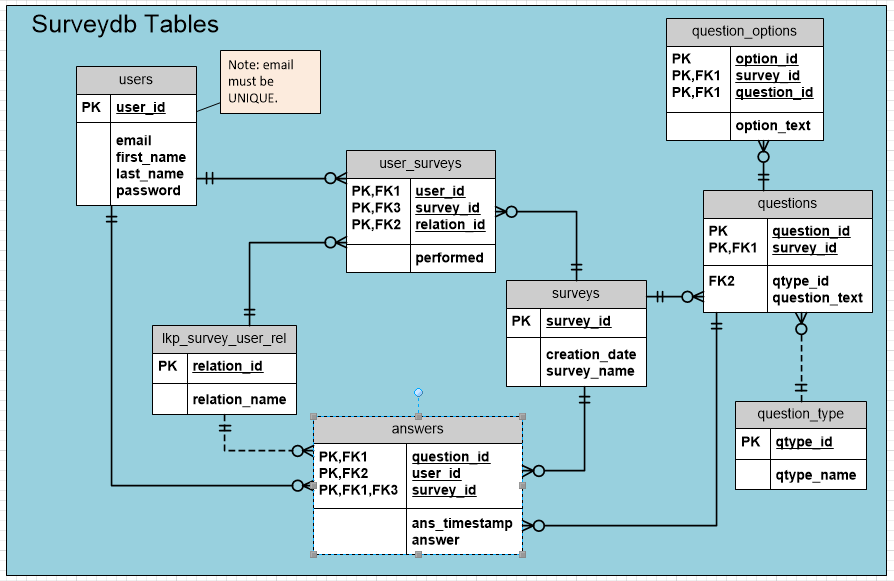 Surveydb Tables
users
PK user_id
email
first_name
last_name
password
Note: email
must be
UNIQUE.
question_options
PK option_id
PK,FK1 survey_id
PK,FK1 question_id
option_text
user_surveys
PK,FK1 user_id
PK,FK3 survey_id
PK,FK2 relation_id
performed
questions
PK question_id
PK,FK1 survey_id
FK2 qtype_id
question_text
surveys
PK survey_id
creation_date
survey_name
lkp_survey_user_rel
PK relation_id
relation_name
answers
PK,FK1 question_id
PK,FK2 user_id
PK,FK1,FK3 survey_id
ans_timestamp
answer
question_type
PK qtype_id
qtype_name